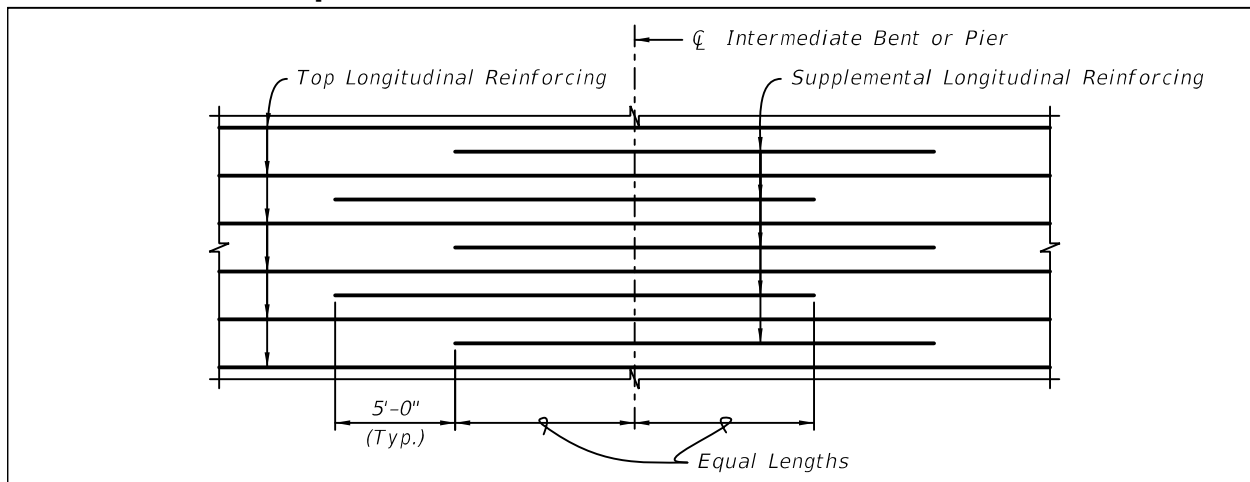 ℄ Intermediate Bent or Pier
Top Longitudinal Reinforcing
Supplemental Longitudinal Reinforcing
5'-0"
(Typ.)
Equal Lengths